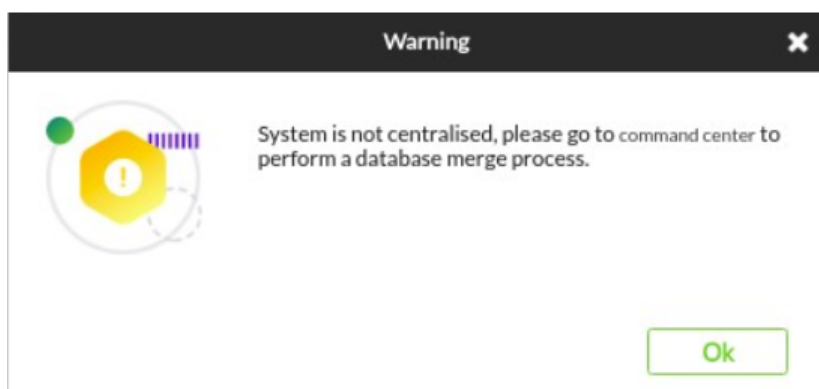 Warning
System is not centralised, please go to command center to
perform a database merge process.
Ok